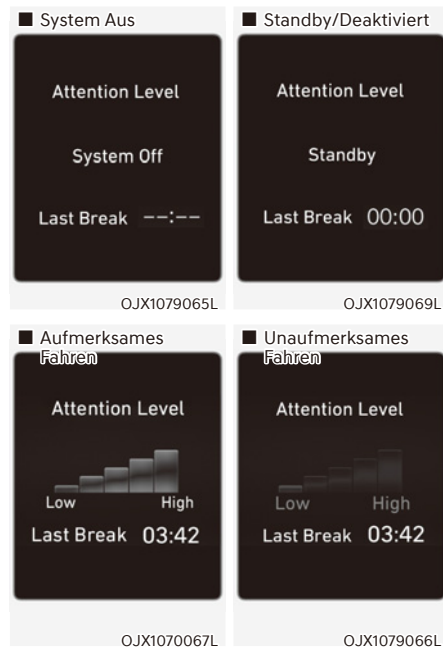 ■ System Aus
Attention Level
System Off
Last Break --:--
OJX1079065L
■ Standby/Deaktiviert
Attention Level
Standby
Last Break 00:00
OJX1079069L
■ Aufmerksames
Fahren
Attention Level
Low High
Last Break 03:42
OJX1070067L
■ Unaufmerksames
Fahren
Attention Level
Low High
Last Break 03:42
OJX1079066L